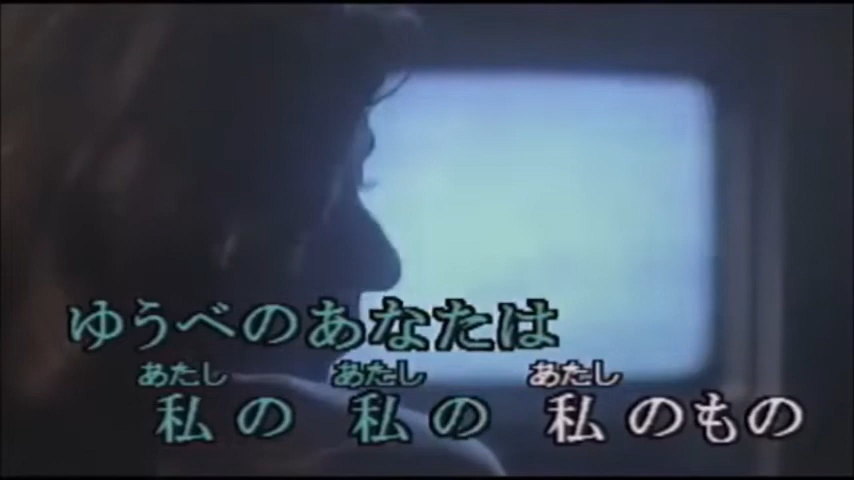 ゆうべのあなたは
あたし あたし あたし
私の 私の 私のもの